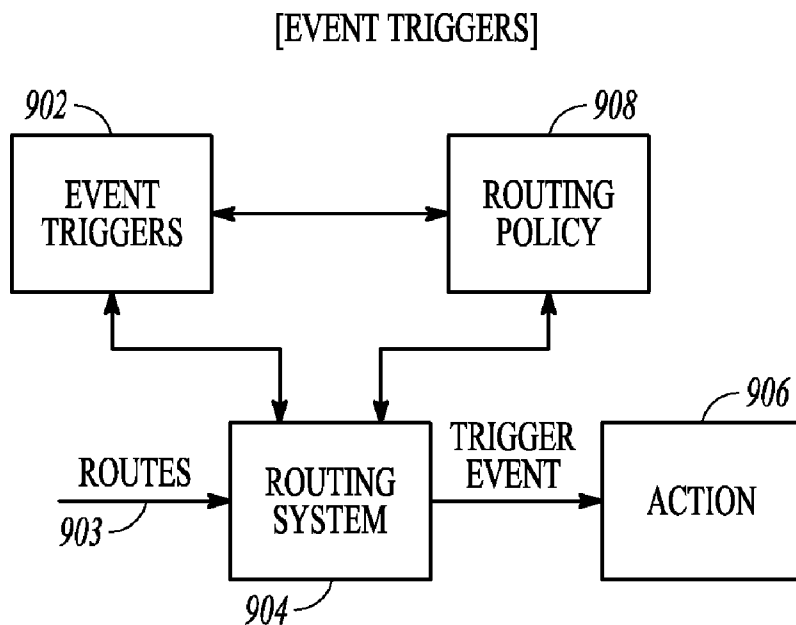 [EVENT TRIGGERS]
902
908
EVENT
TRIGGERS
ROUTING
POLICY
906
ROUTES
903
ROUTING
SYSTEM
904
TRIGGER
EVENT
ACTION